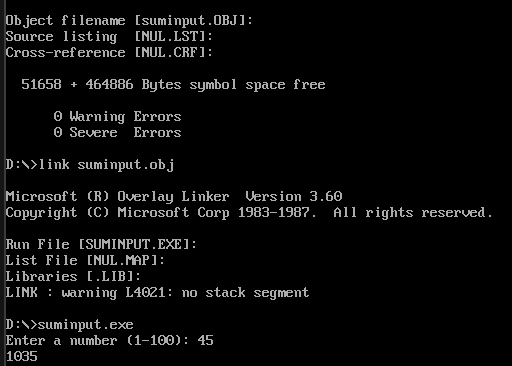 Object filename [suminput.OBJ]:
Source listing  [NUL.LST]:
Cross-reference [NUL.CRF]:
51658 + 464886 Bytes symbol space free
0 Warning Errors
0 Severe  Errors
D:\>link suminput.obj
Microsoft (R) Overlay Linker  Version 3.60
Copyright (C) Microsoft Corp 1983-1987.  All rights reserved.
Run File [SUMINPUT.EXE]:
List File [NUL.MAP]:
Libraries [.LIB]:
LINK : warning L4021: no stack segment
D:\>suminput.exe
Enter a number (1-100): 45
1035